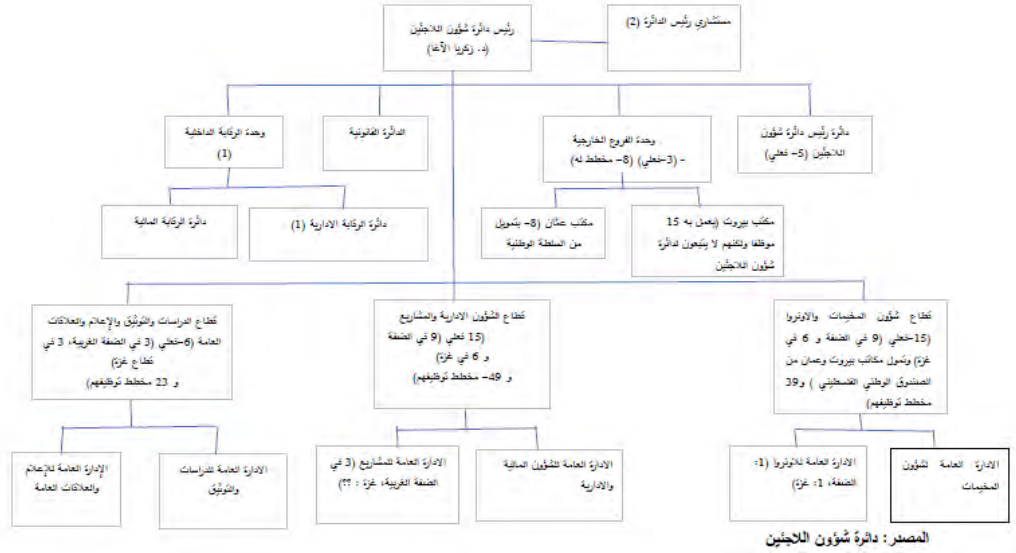 رئيس دائرة شؤون اللاجئين
(د. زكريا الآغا)
مستشاري رئيس الدائرة (2)
دائرة رئيس دائرة شؤون
اللاجئين (5- فعلي)
وحدة الفروع الخارجية
- (3-فعلي) (8- مخطط له)
الدائرة القانونية
وحدة الرقابة الداخلية
(1)
مكتب بيروت (يعمل به 15
موظفا ولكنهم لا يتبعون لدائرة
شؤون اللاجئين
مكتب عمّان (8- بتمويل
من السلطة الوطنية
دائرة الرقابة الادارية (1)
دائرة الرقابة المالية
قطاع شؤون المخيمات والاونروا
(15-فعلي (9 في الضفة و 6 في
غزة) وتمول مكاتب بيروت وعمان من
الصندوق الوطني الفلسطيني ) و39
مخطط توظيفهم)
قطاع الشؤون الادارية والمشاريع
(15 فعلي (9 في الضفة
و 6 في غزة)
و 49- مخطط توظيفهم)
قطاع الدراسات والتوثيق والإعلام والعلاقات
العامة (6-فعلي (3 في الضفة الغربية، 3 في
قطاع غزة)
و 23 مخطط توظيفهم)
الادارة العامة لشؤون
المخيمات
الادارة العامة للاونروا (1:
الضفة، 1: غزة)
الادارة العامة للشؤون المالية
والادارية
الادارة العامة للمشاريع (3 في
الضفة الغربية، غزة : ؟؟)
الادارة العامة للدراسات
والتوثيق
الإدارة العامة للإعلام
والعلاقات العامة
المصدر: دائرة شؤون اللاجئين